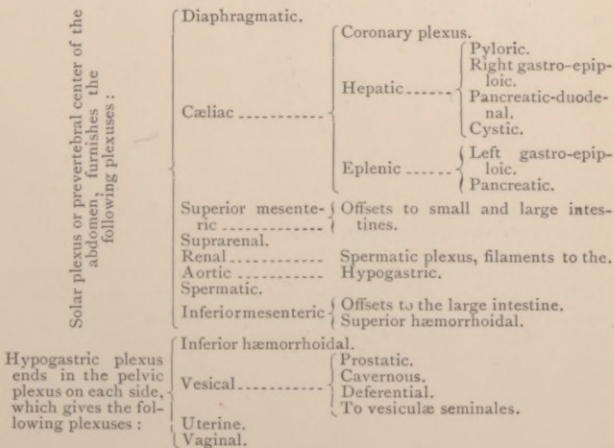 Solar plexus or prevertebral center of the
abdomen, furnishes the
following plexuses :
Diaphragmatic.
Cæliac
Coronary plexus.
Hepatic
Pyloric.
Right gastro-epip-
loic.
Pancreatic-duode-
nal.
Cystic.
Eplenic
Left gastro-epip-
loic.
Pancreatic.
Superior mesente-
ric
Offsets to small and large intes-
tines.
Suprarenal.
Renal Spermatic plexus, filaments to the.
Aortic Hypogastric.
Spermatic.
Inferior mesenteric
Offsets to the large intestine.
Superior hæmorrhoidal.
Hypogastric plexus
ends in the pelvic
plexus on each side,
which gives the fol-
lowing plexuses :
Inferior hæmorrhoidal.
Vesical
Prostatic.
Cavernous.
Deferential.
To vesiculæ seminales.
Uterine.
Vaginal.